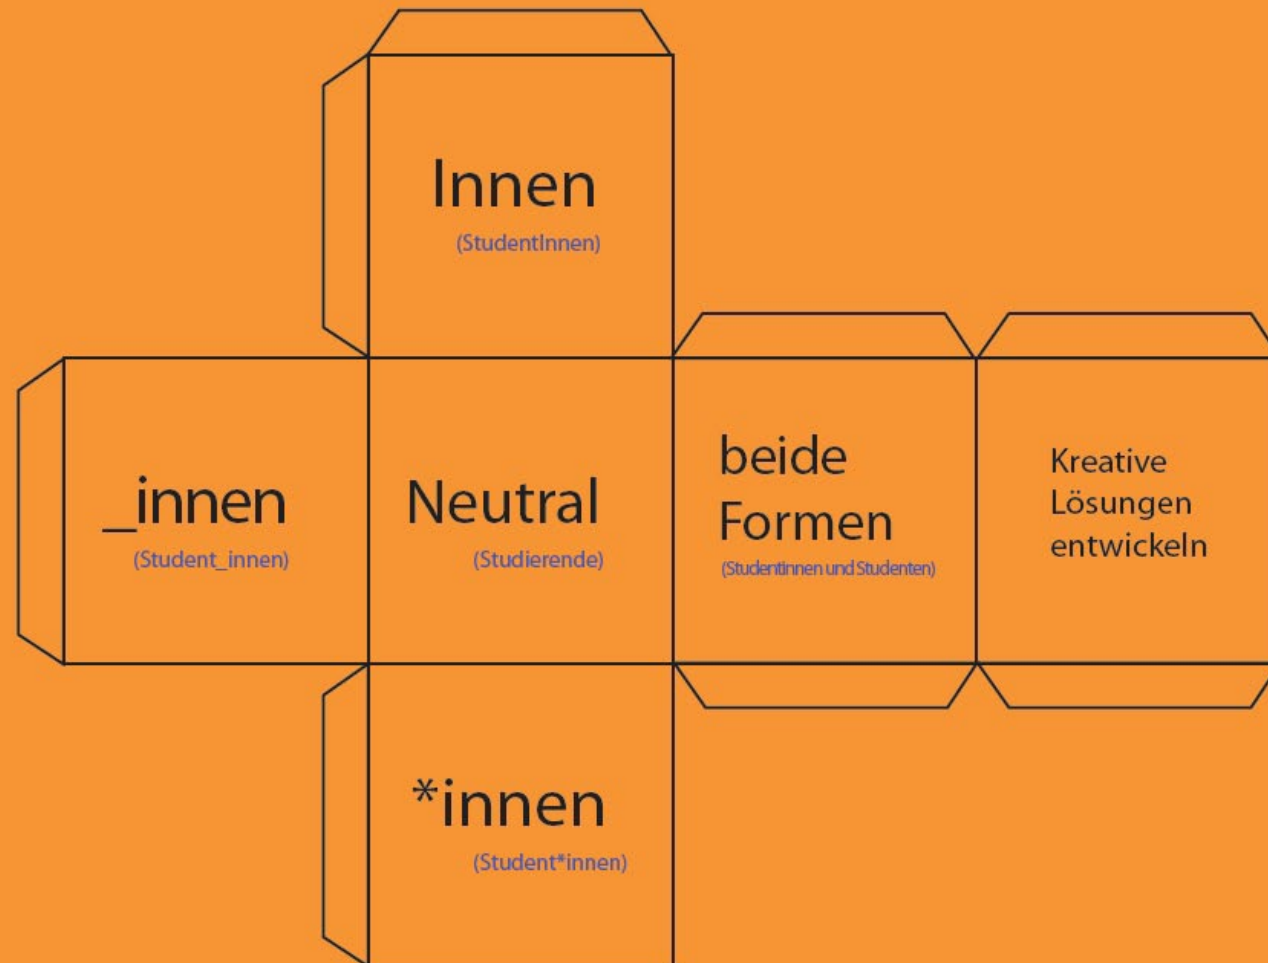 Innen
(StudentInnen)
_innen
(Student_innen)
Neutral
(Studierende)
beide
Formen
(Studentinnen und Studenten)
Kreative
Lösungen
entwickeln
*innen
(Student*innen)